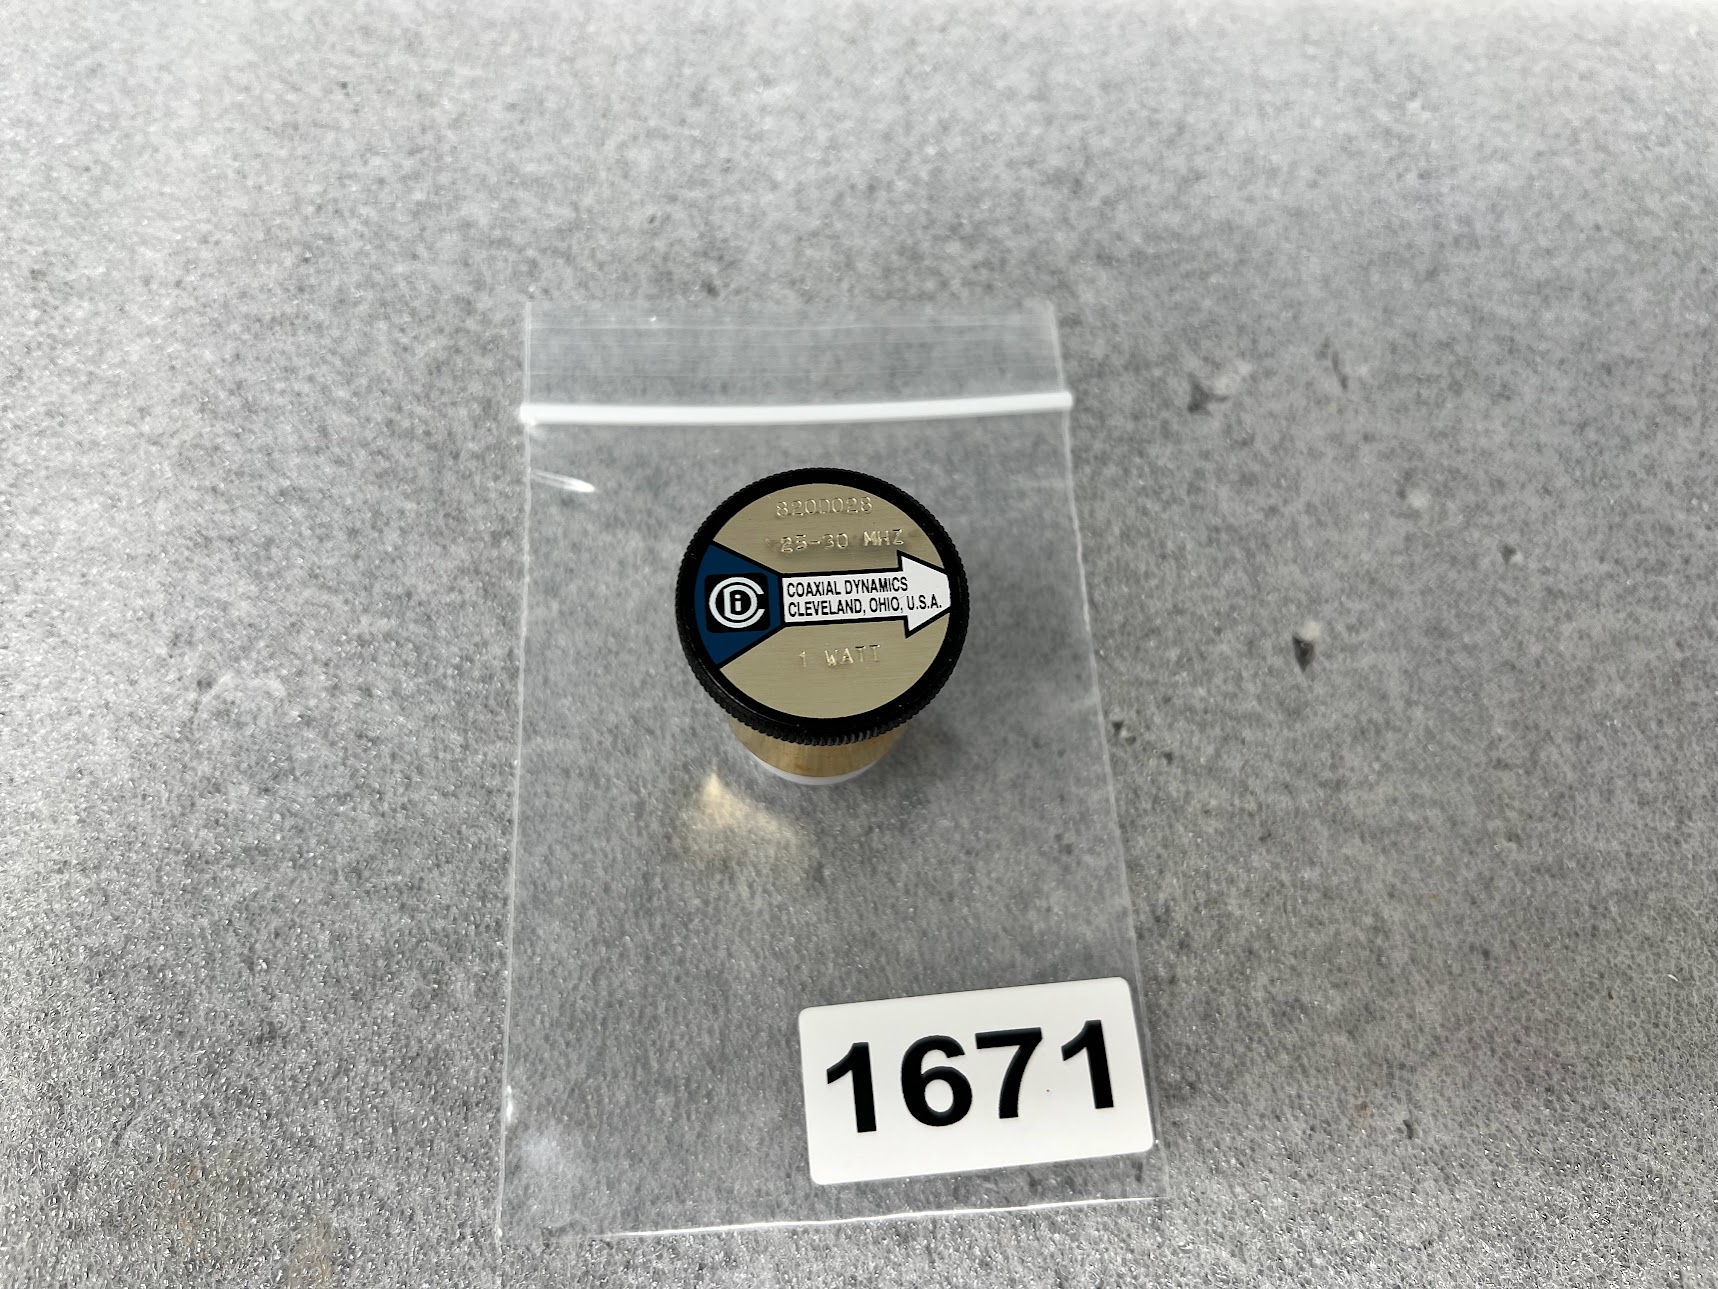 8200028
25-30 MHZ
COAXIAL DYNAMICS
CLEVELAND, OHIO, U.S.A.
1 WATT
1671